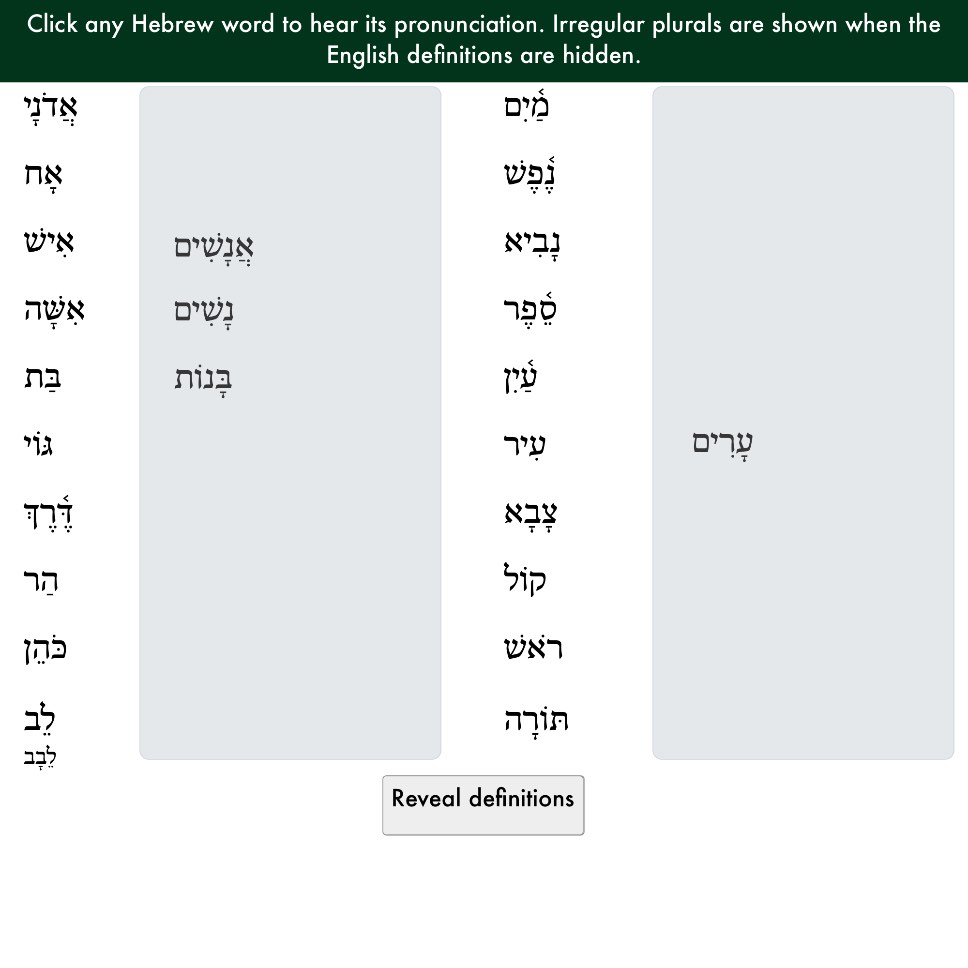 Click any Hebrew word to hear its pronunciation. Irregular plurals are shown when the
English definitions are hidden.
אֲדֹנָי
אָח
אִישׁ אֲנָשִׁים
אִשָּׁה נָשִׁים
בַּת בָּנוֹת
גּוֹי
דֶּ֫רֶךְ
הַר
כֹּהֵן
לֵב
לֵבָב
מַ֫יִם
נֶ֫פֶשׁ
נָבִיא
סֵ֫פֶר
עַ֫יִן
עִיר עָרִים
צָבָא
קוֹל
רֹאשׁ
תּוֹרָה
Reveal definitions